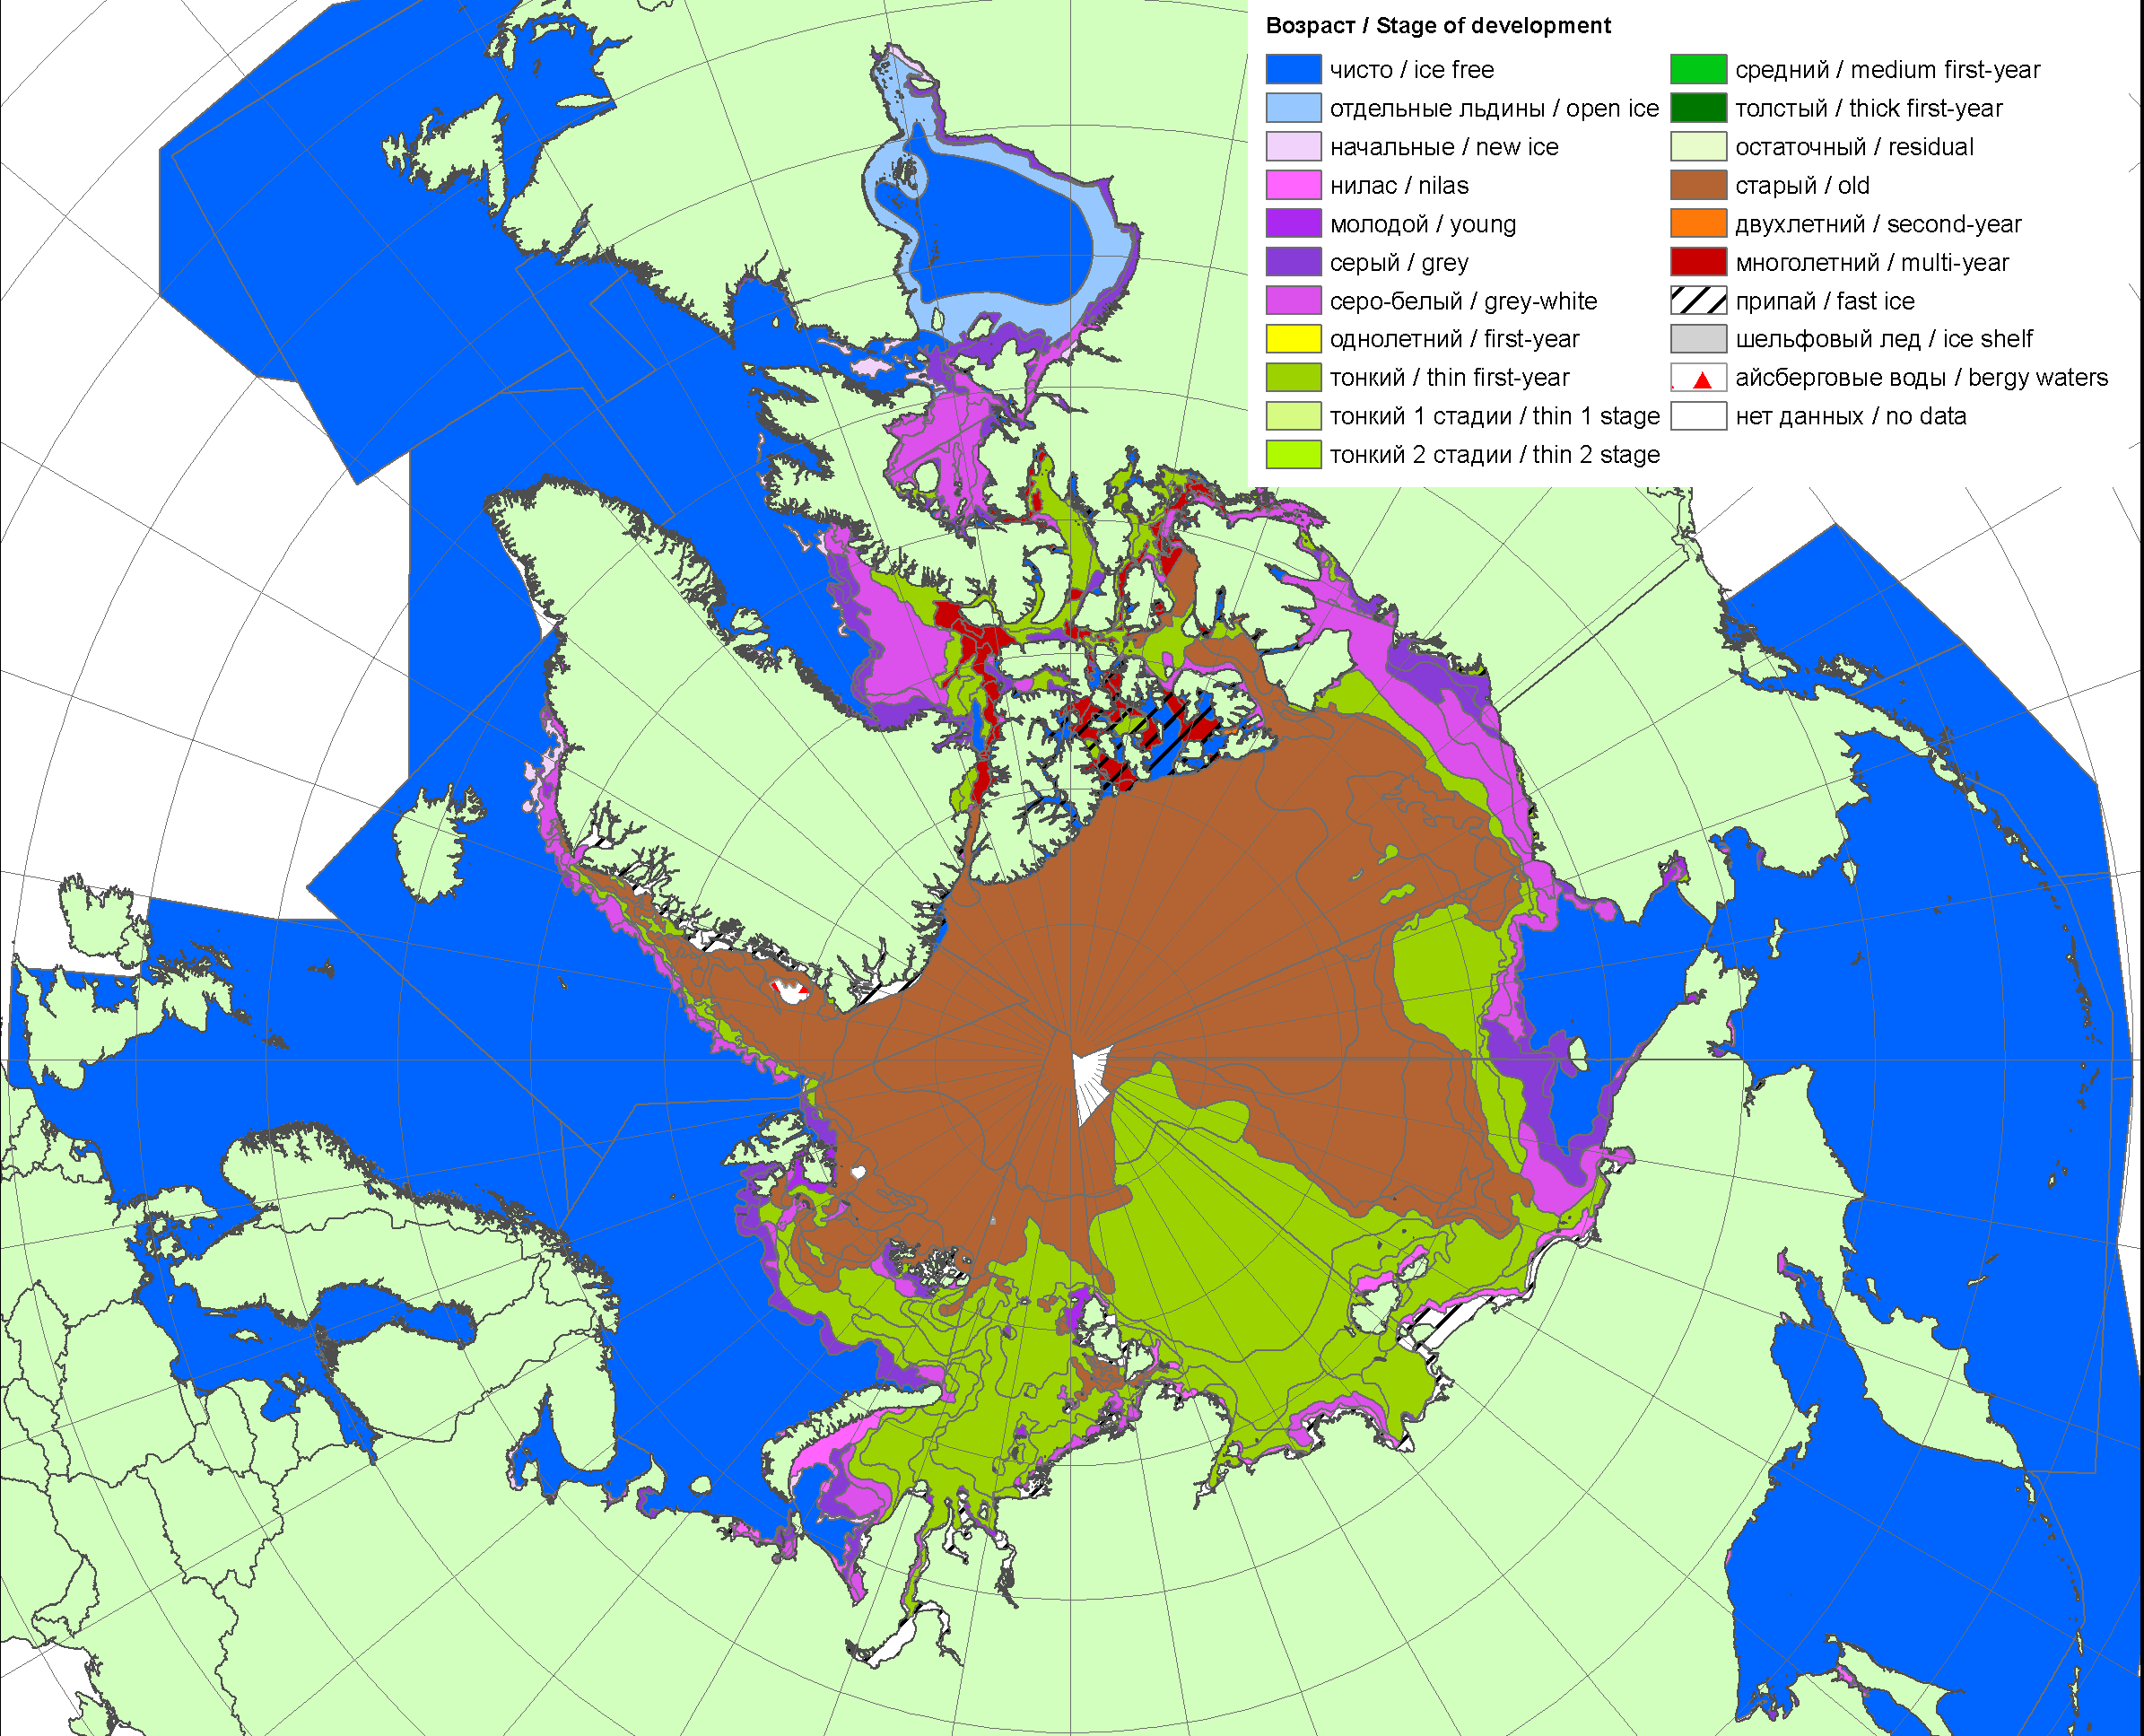 Возраст / Stage of development
чисто / ice free
отдельные льдины / open ice
начальные / new ice
нилас / nilas
молодой / young
серый / grey
серо-белый / grey-white
однолетний / first-year
тонкий / thin first-year
тонкий 1 стадии / thin 1 stage
тонкий 2 стадии / thin 2 stage
средний / medium first-year
толстый / thick first-year
остаточный / residual
старый / old
двухлетний / second-year
многолетний / multi-year
припай / fast ice
шельфовый лед / ice shelf
айсберговые воды / bergy waters
нет данных / no data